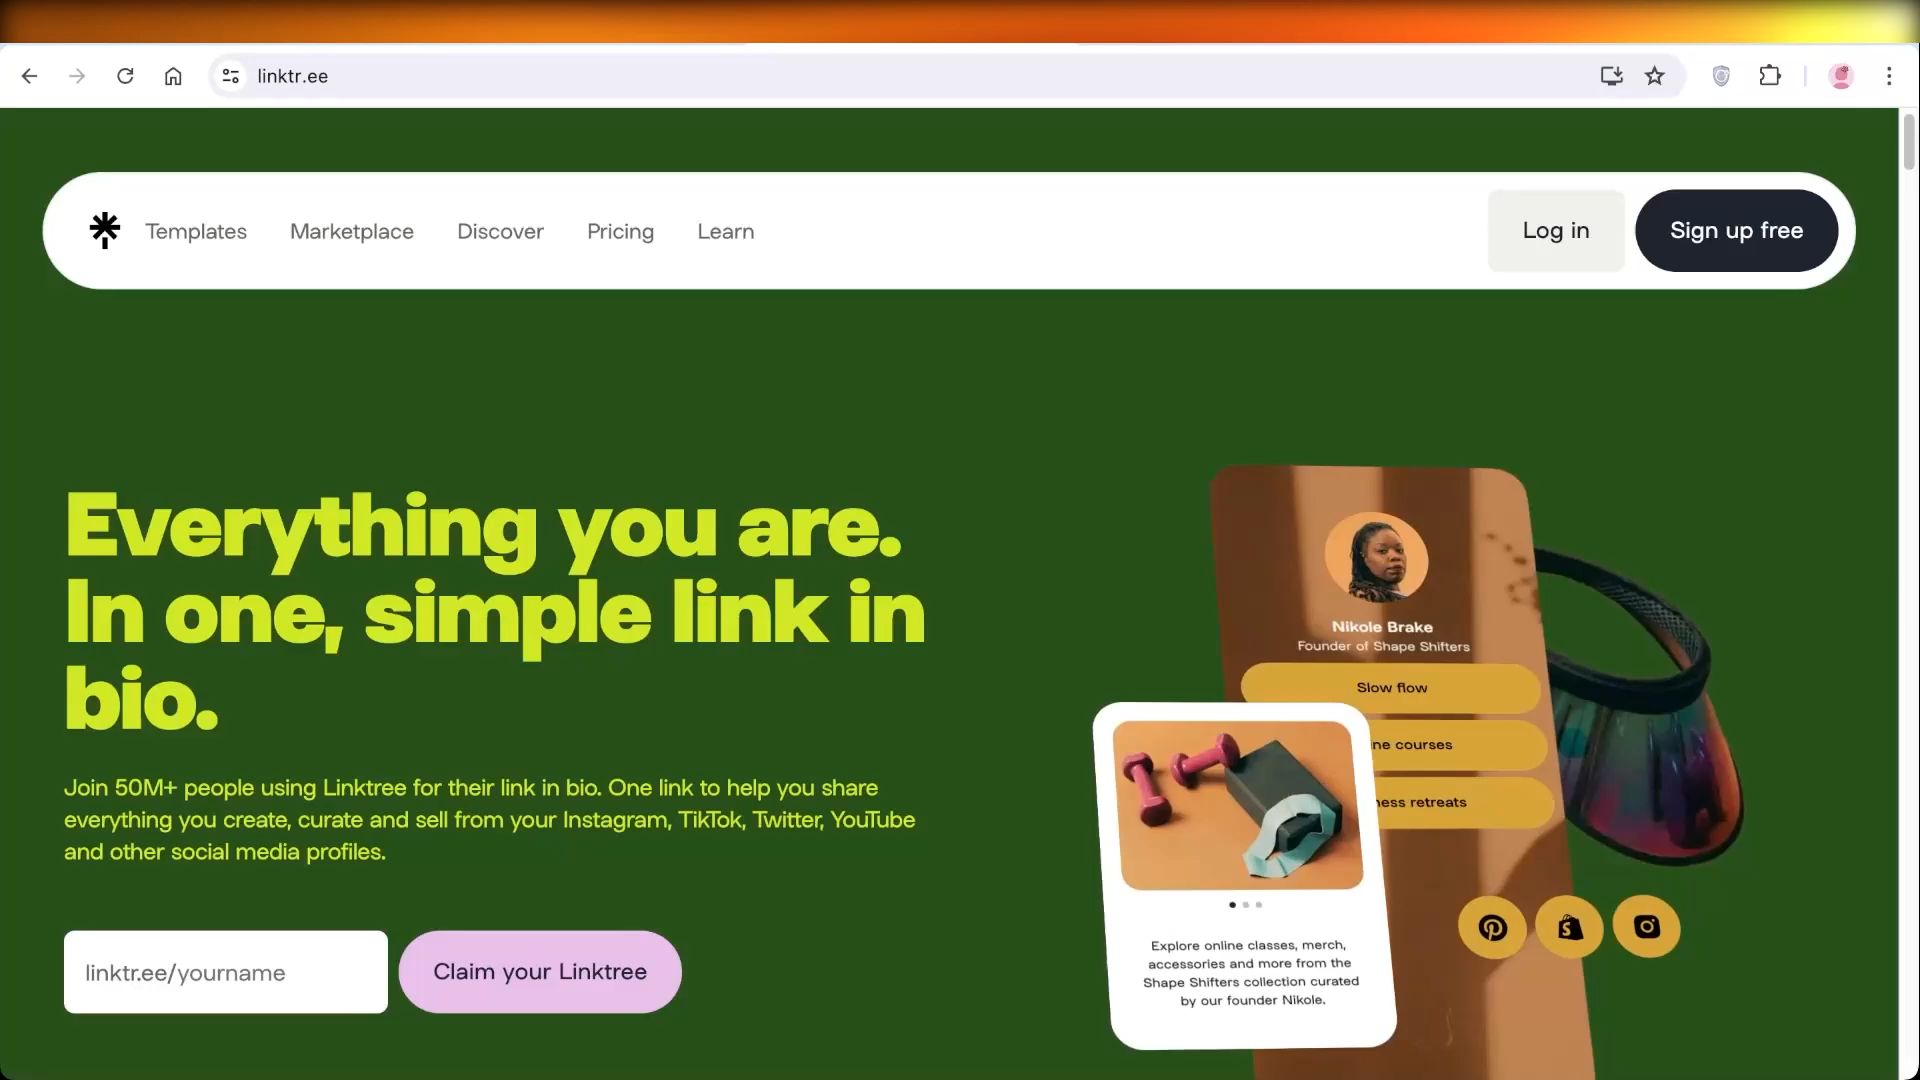 linktr.ee
Templates
Marketplace
Discover
Pricing
Learn
Log in
Sign up free
Everything you are.
In one, simple link in
bio.
Join 50M+ people using Linktree for their link in bio. One link to help you share
everything you create, curate and sell from your Instagram, TikTok, Twitter, YouTube
and other social media profiles.
linktr.ee/yourname
Claim your Linktree
Nikole Brake
Founder of Shape Shifters
Slow flow
courses
retreats
Explore online classes, merch,
accessories and more from the
Shape Shifters collection curated
by our founder Nikole.